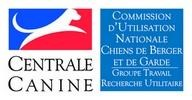 CENTRALE
CANINE
COMMISSION
D'UTILISATION
NATIONALE
CHIENS DE BERGER
ET DE GARDE
GROUPE TRAVAIL
RECHERCHE UTILITAIRE